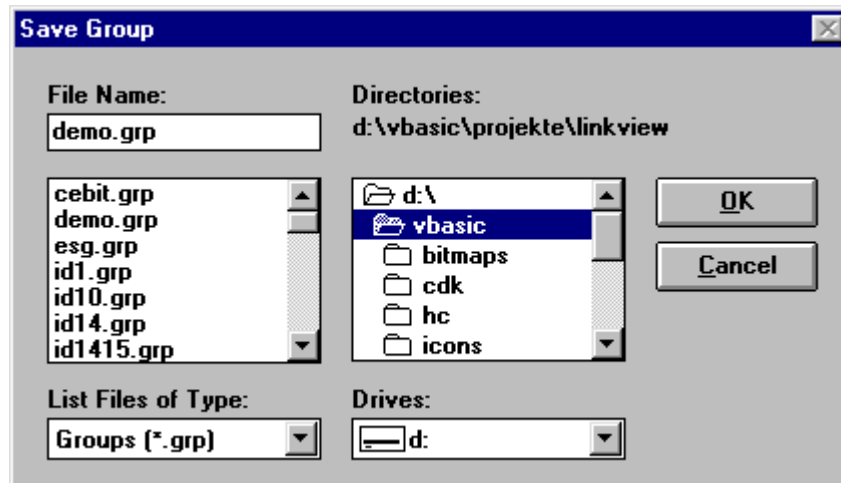 Save Group
File Name:
demo.grp
cebit.grp
demo.grp
esg.grp
id1.grp
id10.grp
id14.grp
id1415.grp
List Files of Type:
Groups (*.grp)
Directories:
d:\vbasic\projekte\linkview
d:\
vbasic
bitmaps
cdk
hc
icons
Drives:
d:
OK
Cancel